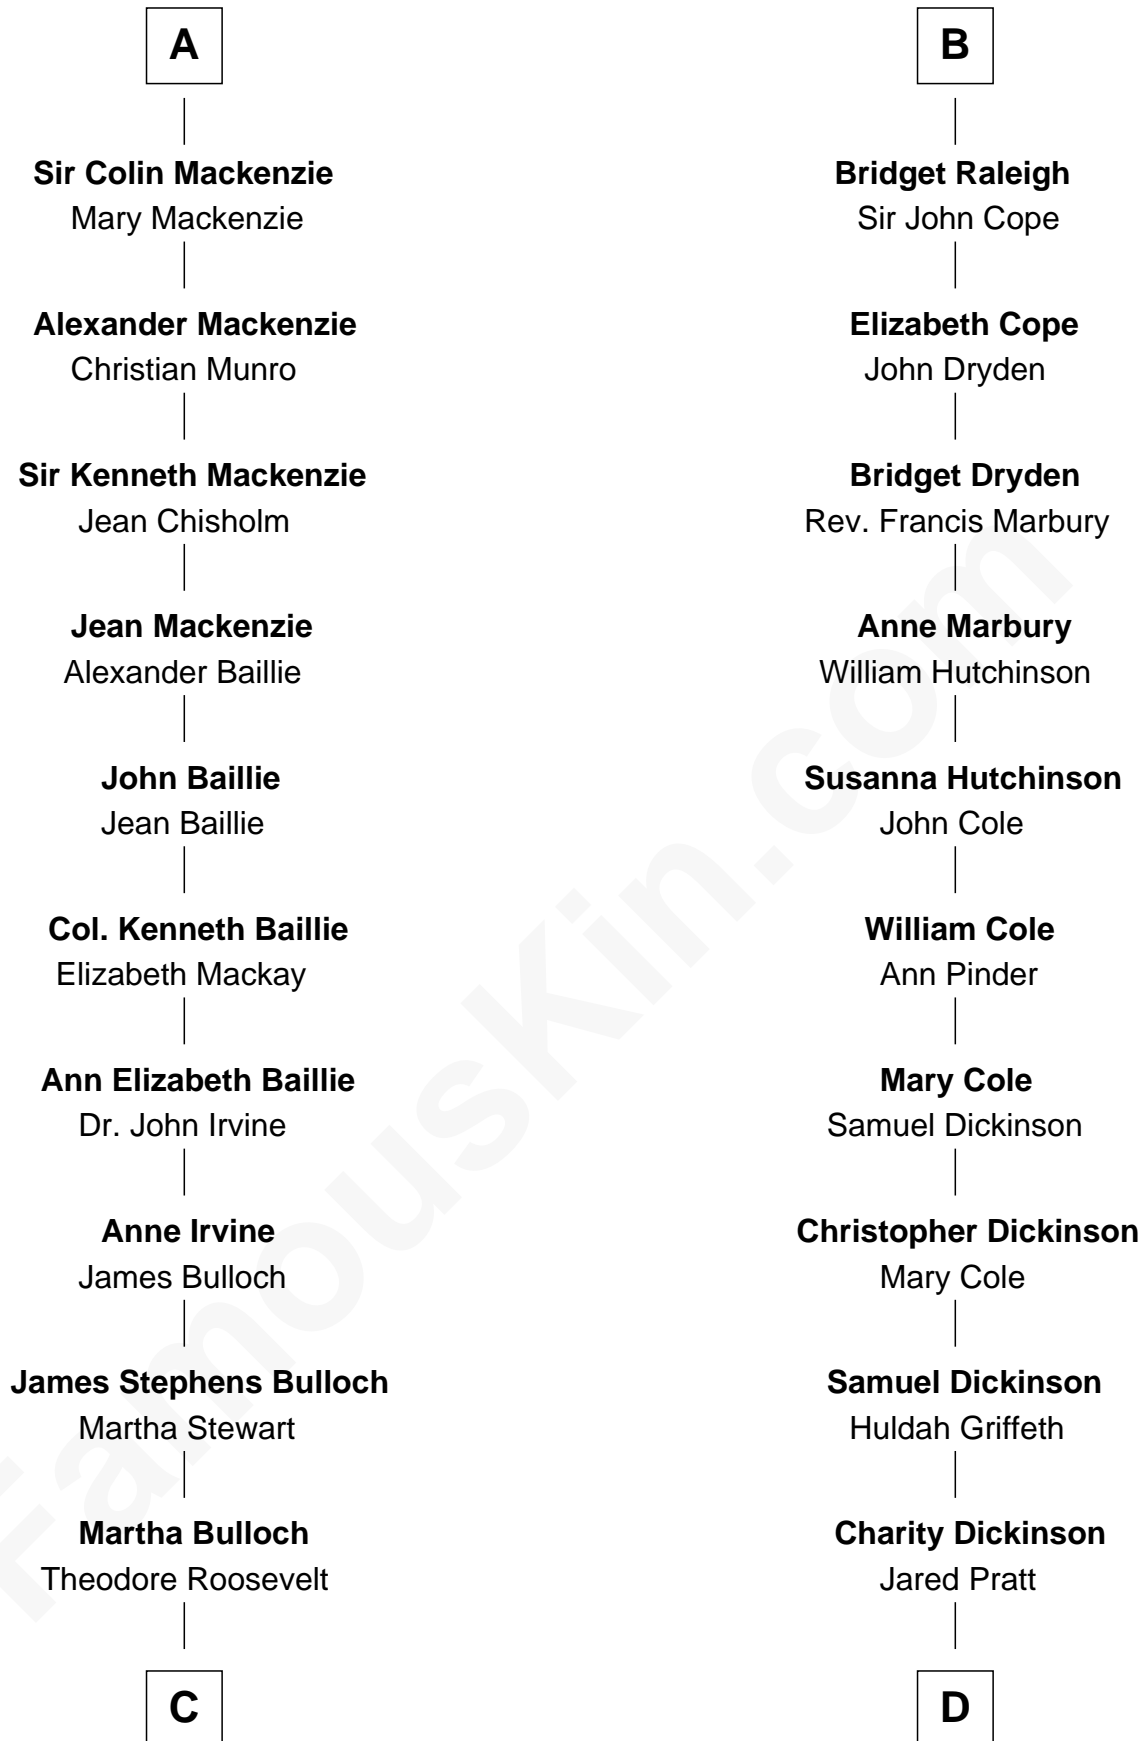 A
Sir Colin Mackenzie
Mary Mackenzie
Alexander Mackenzie
Christian Munro
Sir Kenneth Mackenzie
Jean Chisholm
Jean Mackenzie
Alexander Baillie
John Baillie
Jean Baillie
Col. Kenneth Baillie
Elizabeth Mackay
Ann Elizabeth Baillie
Dr. John Irvine
Anne Irvine
James Bulloch
James Stephens Bulloch
Martha Stewart
Martha Bulloch
Theodore Roosevelt
C
B
Bridget Raleigh
Sir John Cope
Elizabeth Cope
John Dryden
Bridget Dryden
Rev. Francis Marbury
Anne Marbury
William Hutchinson
Susanna Hutchinson
John Cole
William Cole
Ann Pinder
Mary Cole
Samuel Dickinson
Christopher Dickinson
Mary Cole
Samuel Dickinson
Huldah Griffeth
Charity Dickinson
Jared Pratt
D
FamousKin.com